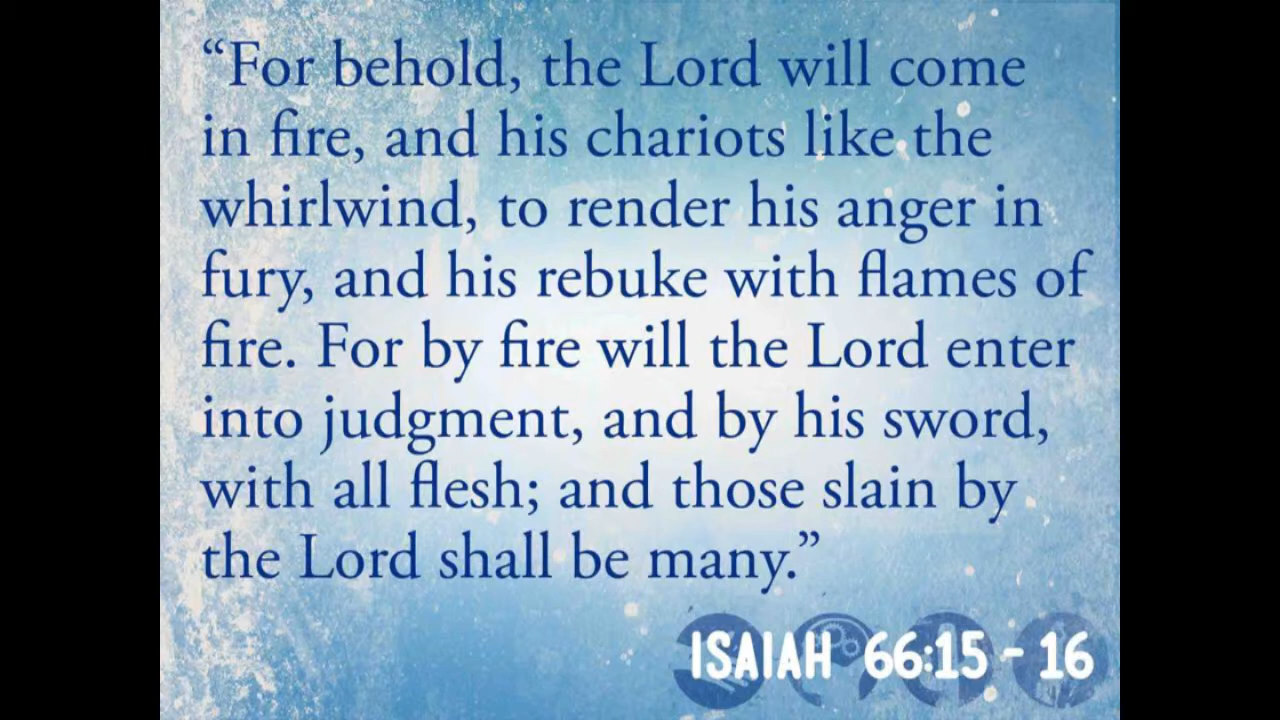 “For behold, the Lord will come
in fire, and his chariots like the
whirlwind, to render his anger in
fury, and his rebuke with flames of
fire. For by fire will the Lord enter
into judgment, and by his sword,
with all flesh; and those slain by
the Lord shall be many.”
ISAIAH 66:15 - 16